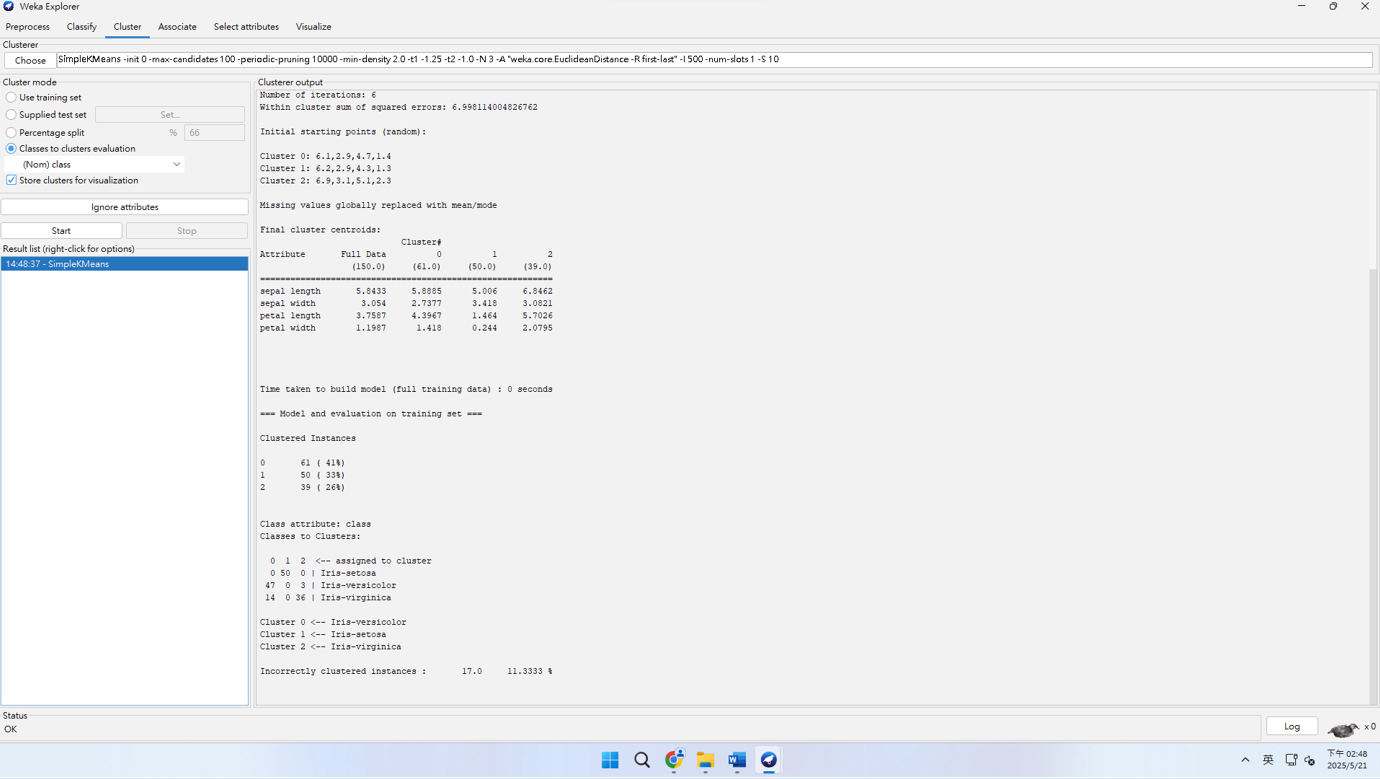 Weka Explorer
Preprocess Classify Cluster Associate Select attributes Visualize
Clusterer
Choose SimpleKMeans -init 0 -max-candidates 100 -periodic-pruning 10000 -min-density 2.0 -t1 -1.25 -t2 -1.0 -N 3 -A "weka.core.EuclideanDistance -R first-last" -I 500 -num-slots 1 -S 10
Cluster mode
Use training set
Supplied test set Set...
Percentage split % 66
Classes to clusters evaluation
(Nom) class
Store clusters for visualization
Ignore attributes
Start Stop
Result list (right-click for options)
14:48:37 - SimpleKMeans
Clusterer output
Number of iterations: 6
Within cluster sum of squared errors: 6.998114004826762
Initial starting points (random):
Cluster 0: 6.1,2.9,4.7,1.4
Cluster 1: 6.2,2.9,4.3,1.3
Cluster 2: 6.9,3.1,5.1,2.3
Missing values globally replaced with mean/mode
Final cluster centroids:
Cluster#
Attribute Full Data 0 1 2
(150.0) (61.0) (50.0) (39.0)
===========================================================
sepal length 5.8433 5.8885 5.006 6.8462
sepal width 3.054 2.7377 3.418 3.0821
petal length 3.7587 4.3967 1.464 5.7026
petal width 1.1987 1.418 0.244 2.0795
Time taken to build model (full training data) : 0 seconds
=== Model and evaluation on training set ===
Clustered Instances
0 61 ( 41%)
1 50 ( 33%)
2 39 ( 26%)
Class attribute: class
Classes to Clusters:
0 1 2 <-- assigned to cluster
0 50 0 | Iris-setosa
47 0 3 | Iris-versicolor
14 0 36 | Iris-virginica
Cluster 0 <-- Iris-versicolor
Cluster 1 <-- Iris-setosa
Cluster 2 <-- Iris-virginica
Incorrectly clustered instances : 17.0 11.3333 %
Status
OK
Log x 0
英
下午 02:48
2025/5/21